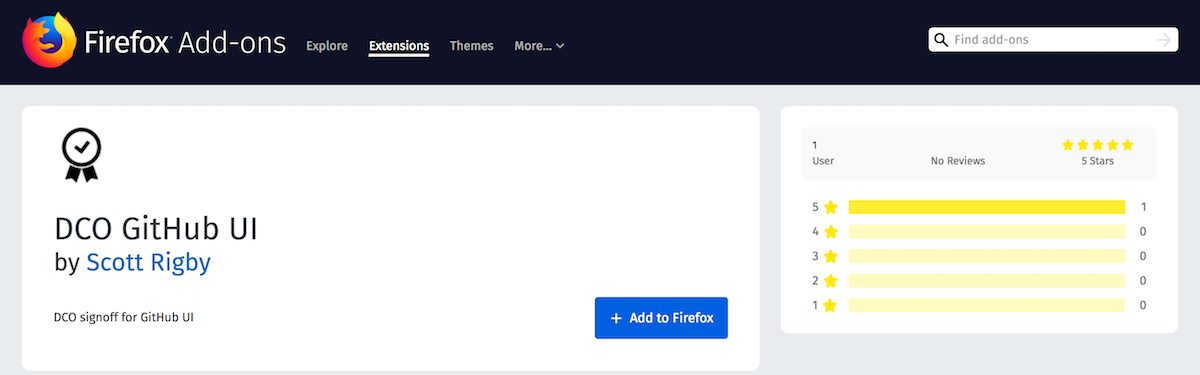 Firefox Add-ons Explore Extensions Themes More... Find add-ons
DCO GitHub UI
by Scott Rigby
DCO signoff for GitHub UI
+ Add to Firefox
1
User No Reviews 5 Stars
5 1
4 0
3 0
2 0
1 0